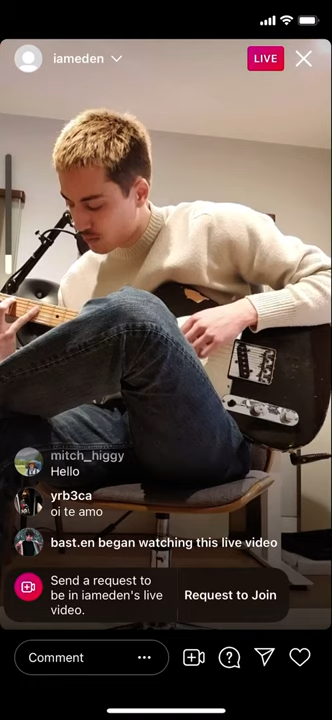 iameden
LIVE
mitch_higgy
Hello
yrb3ca
oi te amo
bast.en began watching this live video
Send a request to
be in iameden's live
video.
Request to Join
Comment